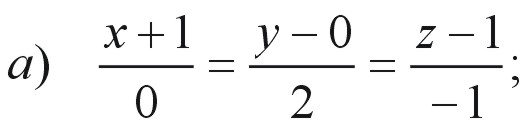 а) (x + 1)/0 = (y − 0)/2 = (z − 1)/(−1);